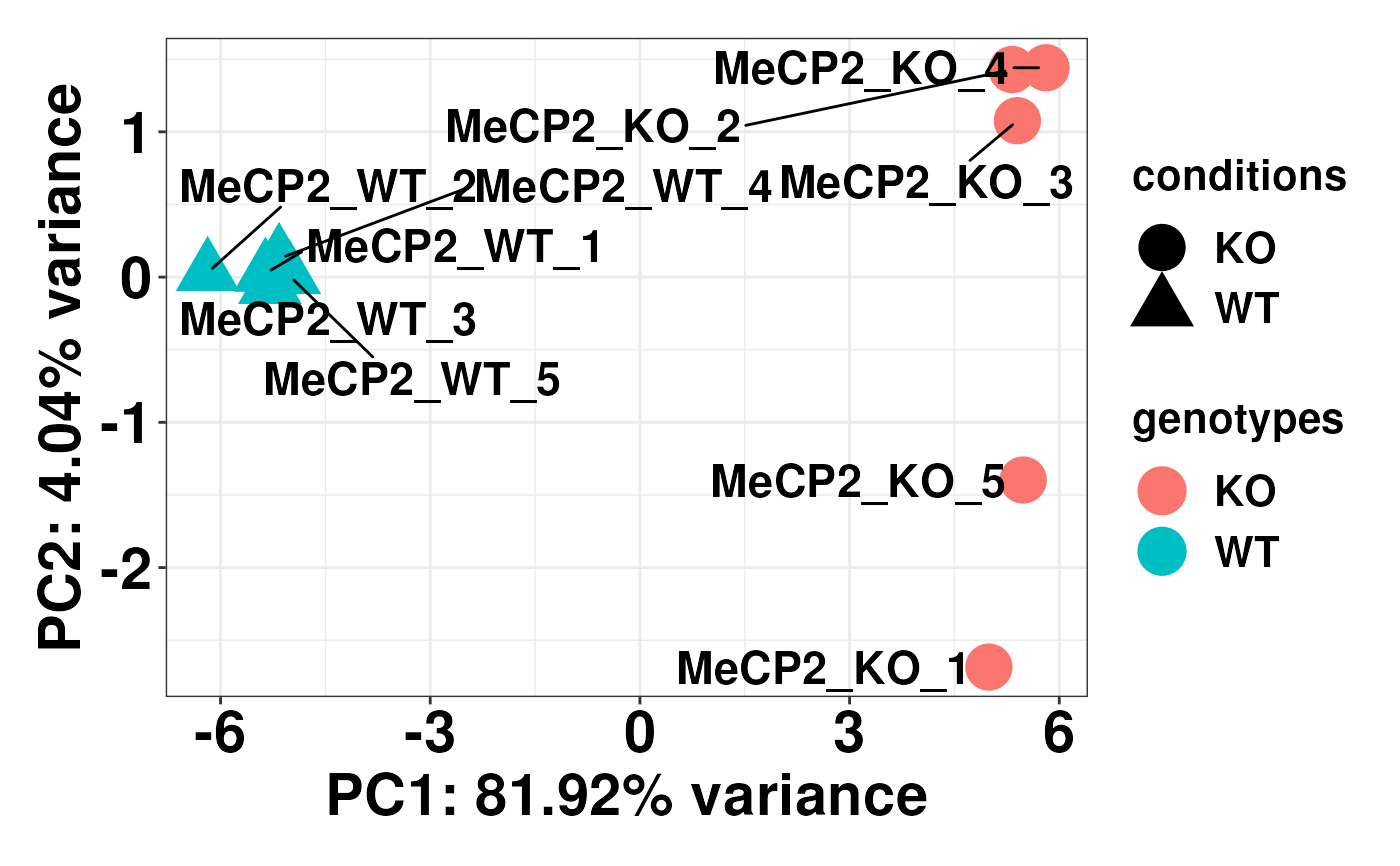 MeCP2_KO_4
MeCP2_KO_2
MeCP2_KO_3
MeCP2_WT_2
MeCP2_WT_4
MeCP2_WT_1
MeCP2_WT_3
MeCP2_WT_5
MeCP2_KO_5
MeCP2_KO_1
1
0
-1
-2
PC2: 4.04% variance
-6
-3
0
3
6
PC1: 81.92% variance
conditions
KO
WT
genotypes
KO
WT